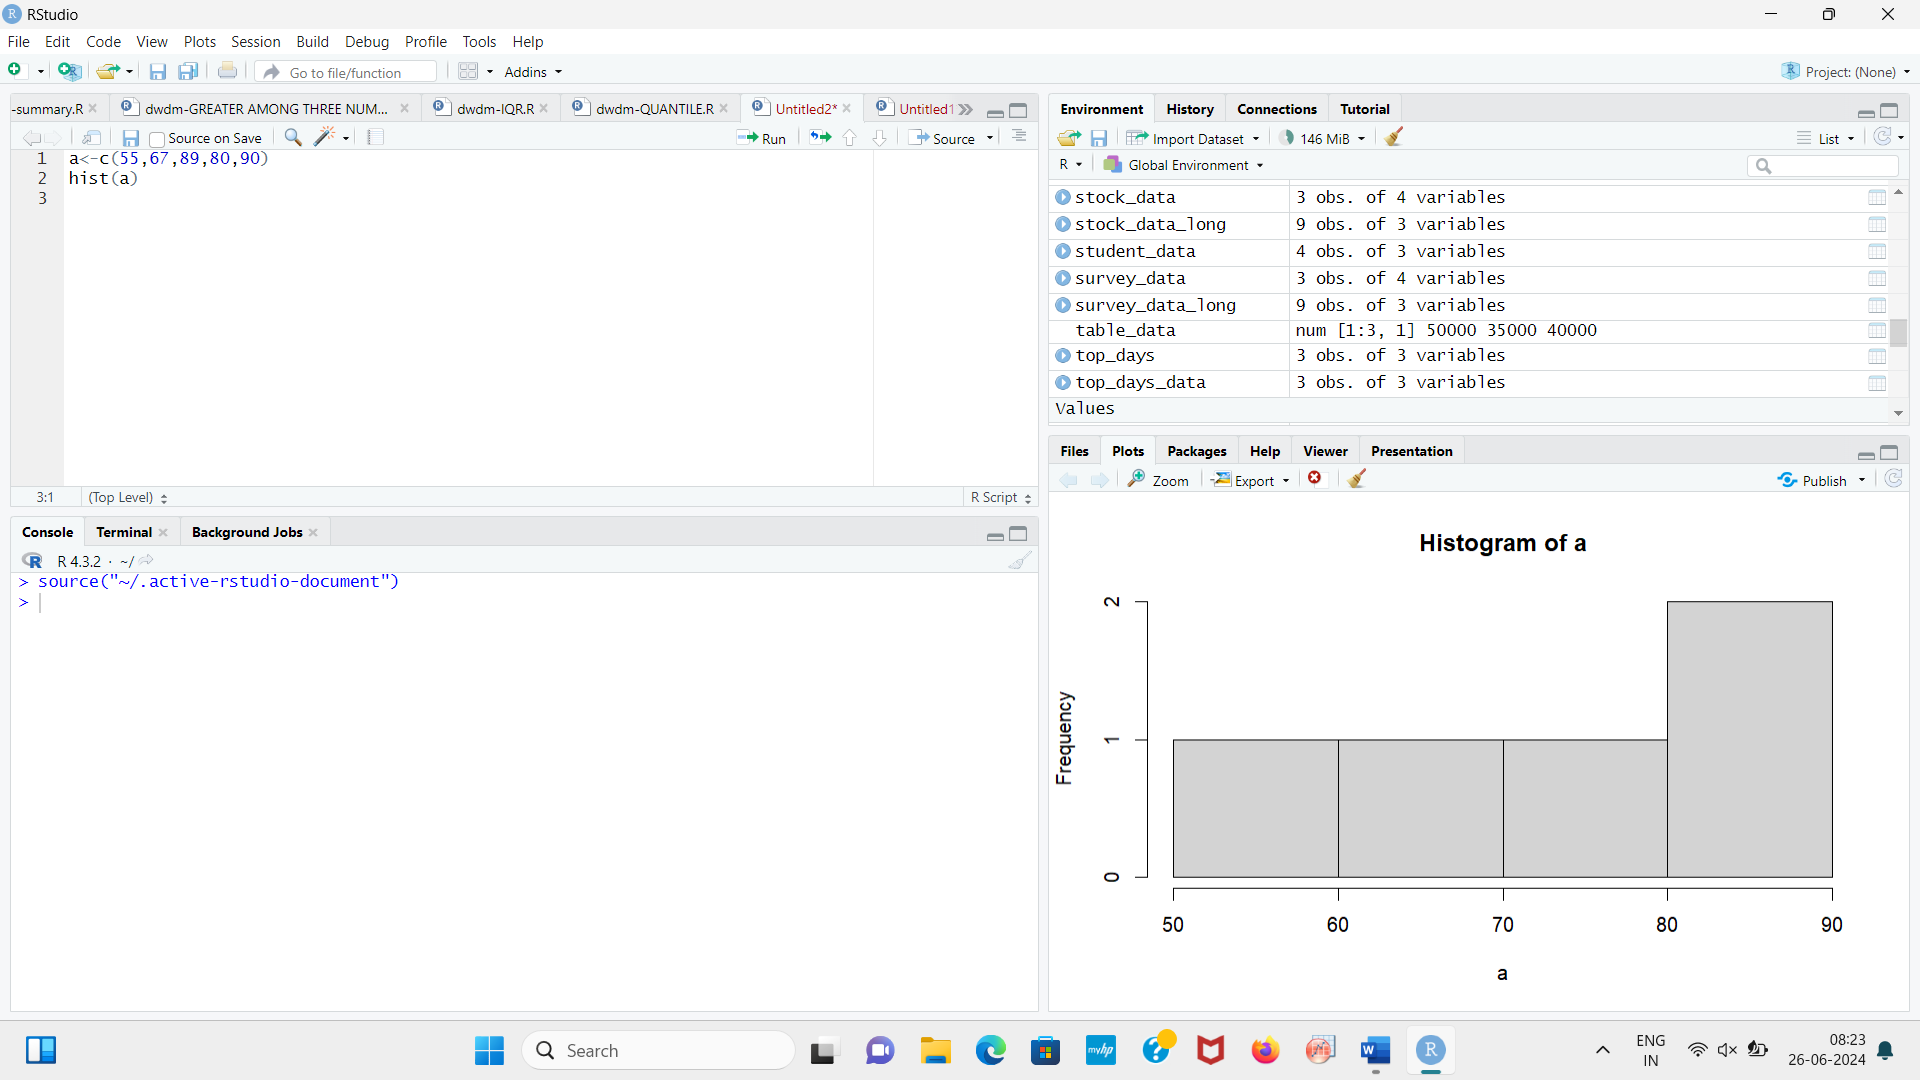 RStudio
File Edit Code View Plots Session Build Debug Profile Tools Help
Go to file/function Addins Project: (None)
-summary.R dwdm-GREATER AMONG THREE NUM... dwdm-IQR.R dwdm-QUANTILE.R Untitled2* Untitled1
Source on Save Run Source
1 a<-c(55,67,89,80,90)
2 hist(a)
3
3:1 (Top Level) R Script
Console Terminal Background Jobs
R 4.3.2 · ~/
> source("~/.active-rstudio-document")
>
Environment History Connections Tutorial
Import Dataset 146 MiB List
R Global Environment
stock_data 3 obs. of 4 variables
stock_data_long 9 obs. of 3 variables
student_data 4 obs. of 3 variables
survey_data 3 obs. of 4 variables
survey_data_long 9 obs. of 3 variables
table_data num [1:3, 1] 50000 35000 40000
top_days 3 obs. of 3 variables
top_days_data 3 obs. of 3 variables
Values
Files Plots Packages Help Viewer Presentation
Zoom Export Publish
Histogram of a
Frequency
2
1
0
50 60 70 80 90
a
Search
myhp
ENG
IN
08:23
26-06-2024